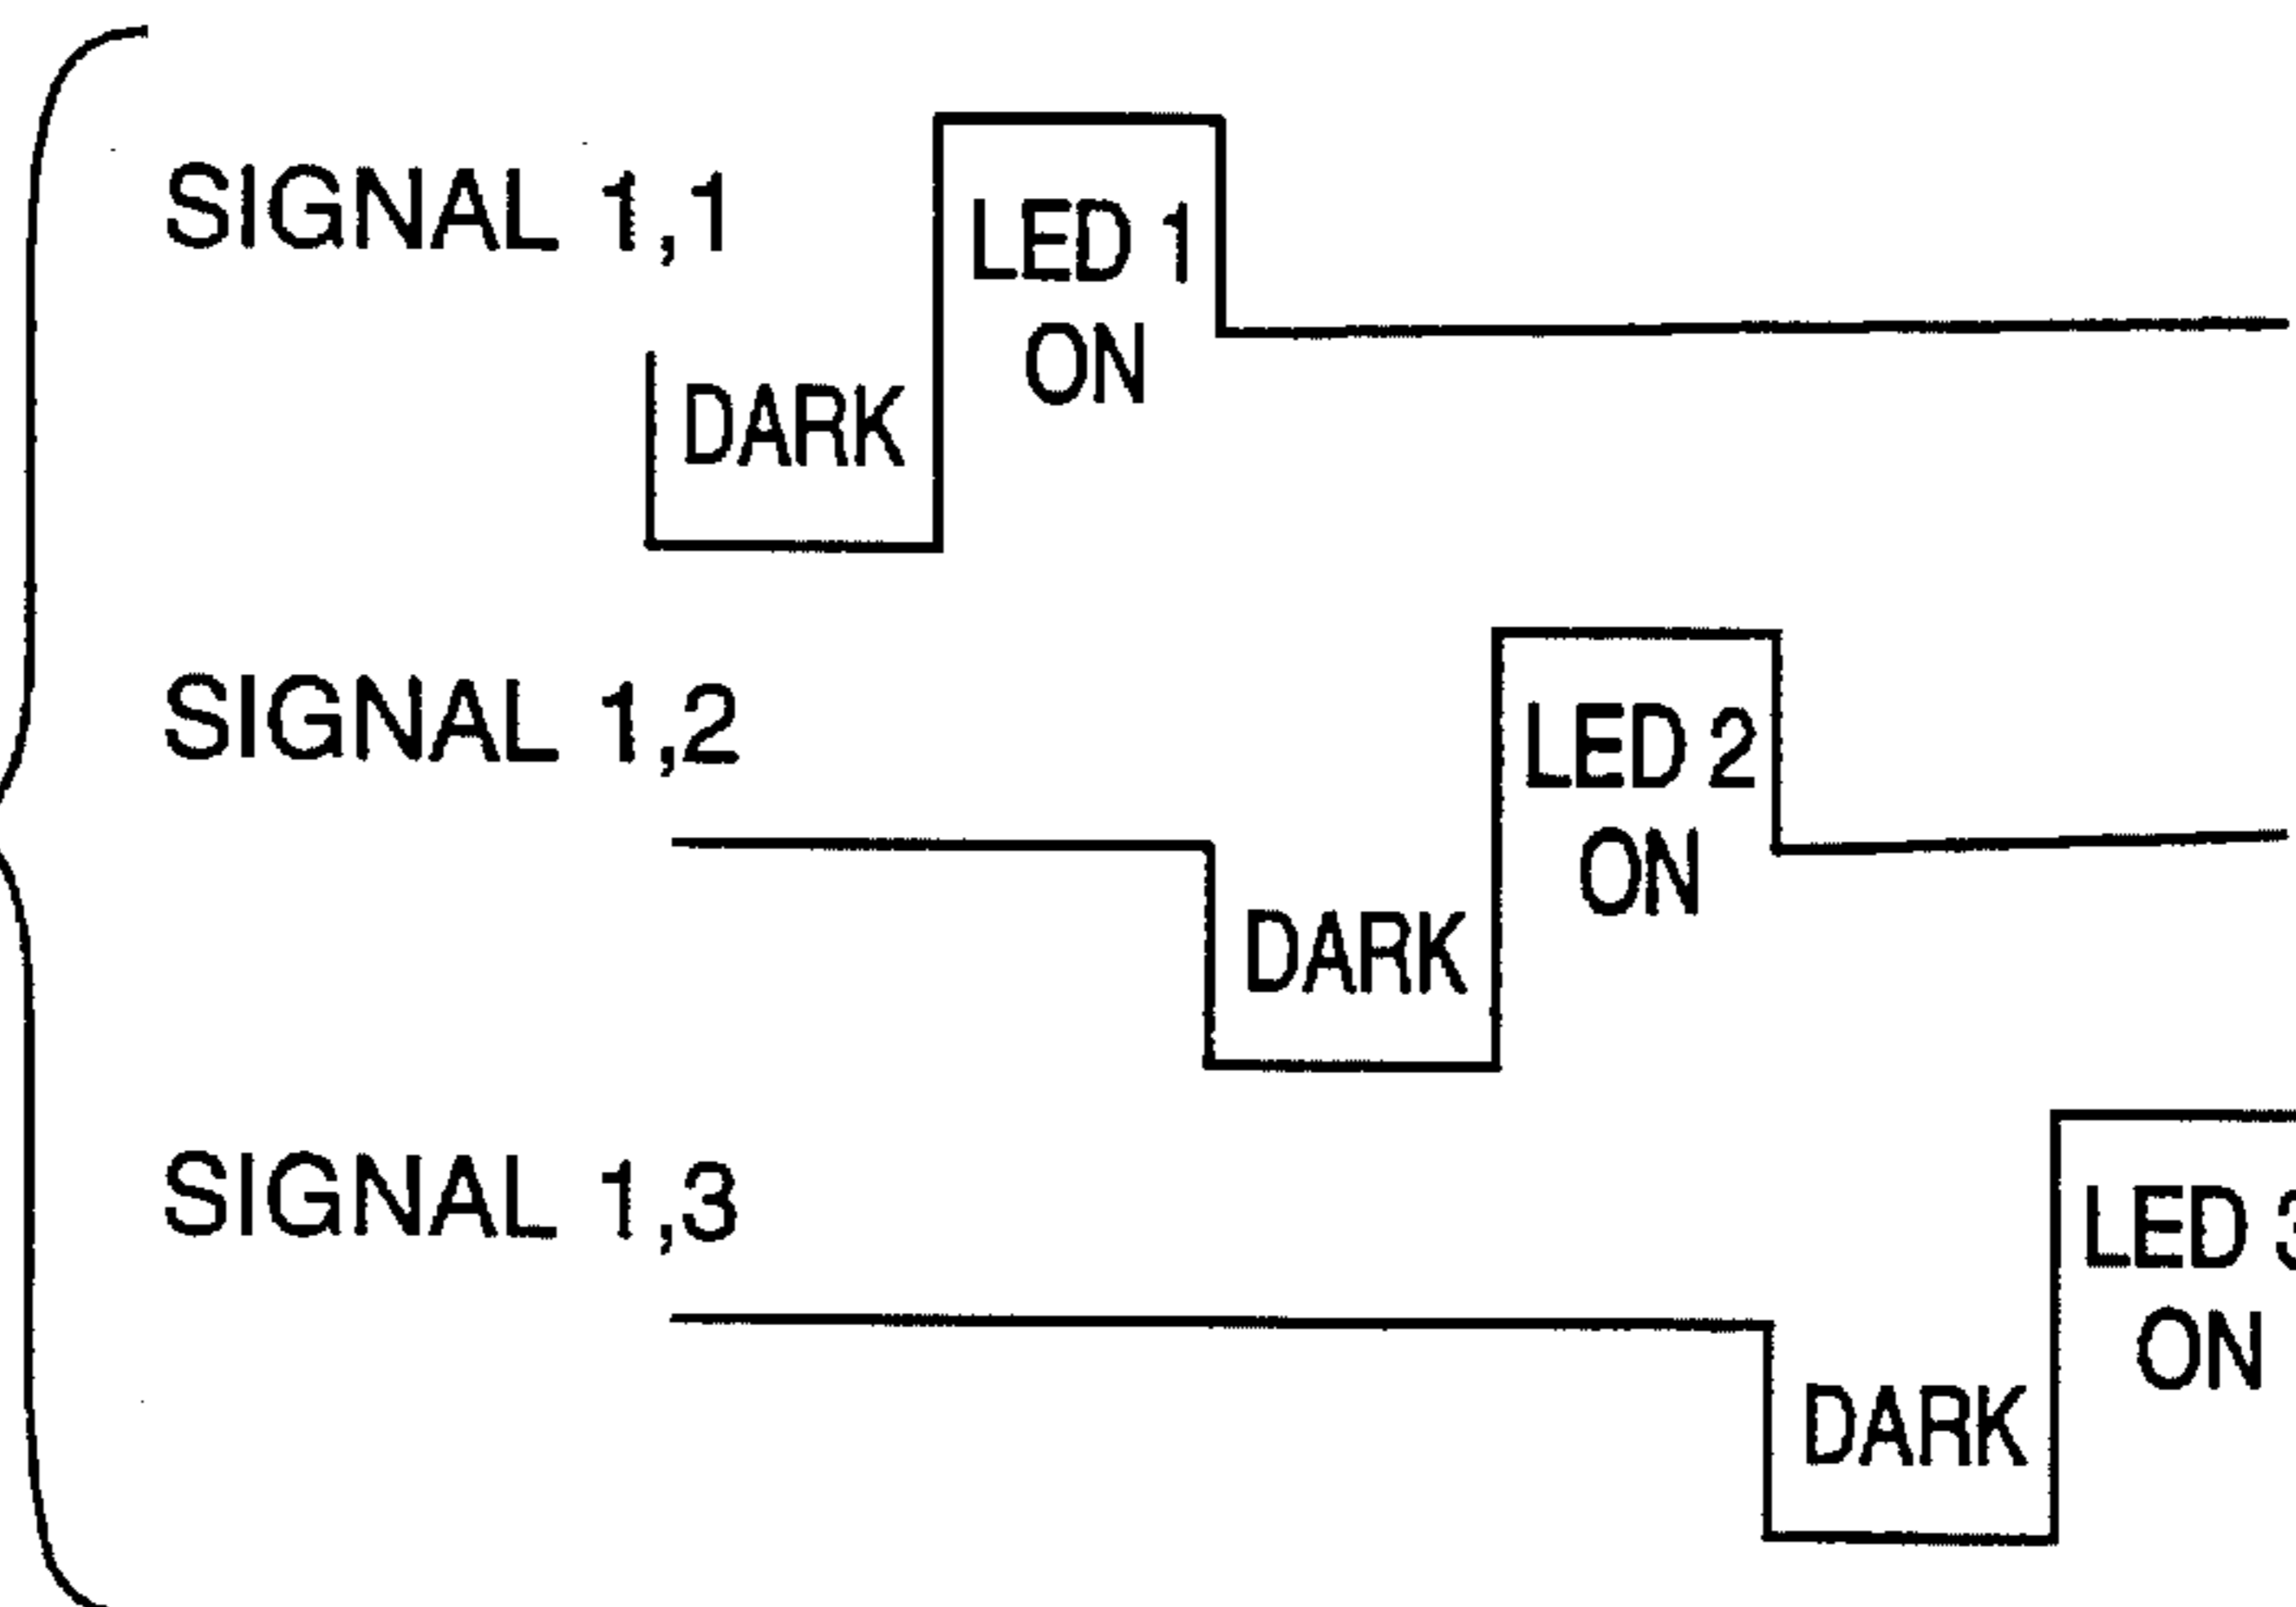 SIGNAL 1,1
LED 1
ON
DARK
SIGNAL 1,2
LED 2
ON
DARK
SIGNAL 1,3
LED 3
ON
DARK